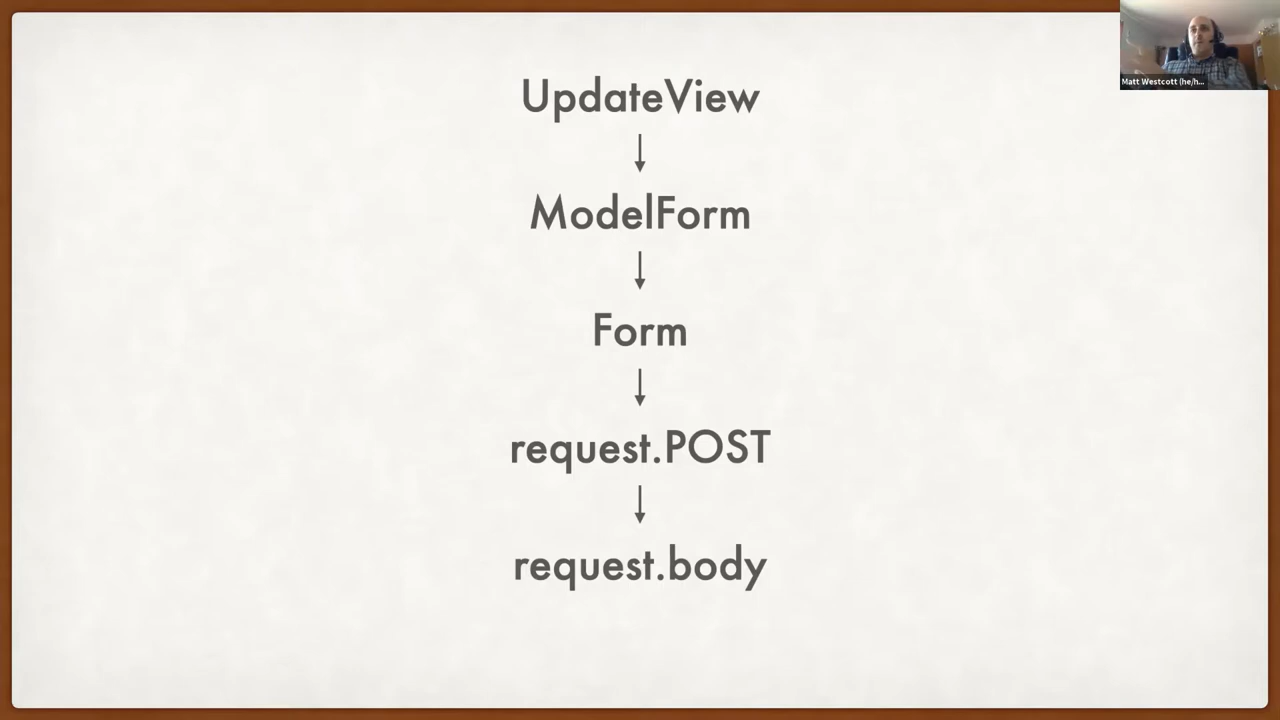 UpdateView
ModelForm
Form
request.POST
request.body
Matt Westcott (he/h...